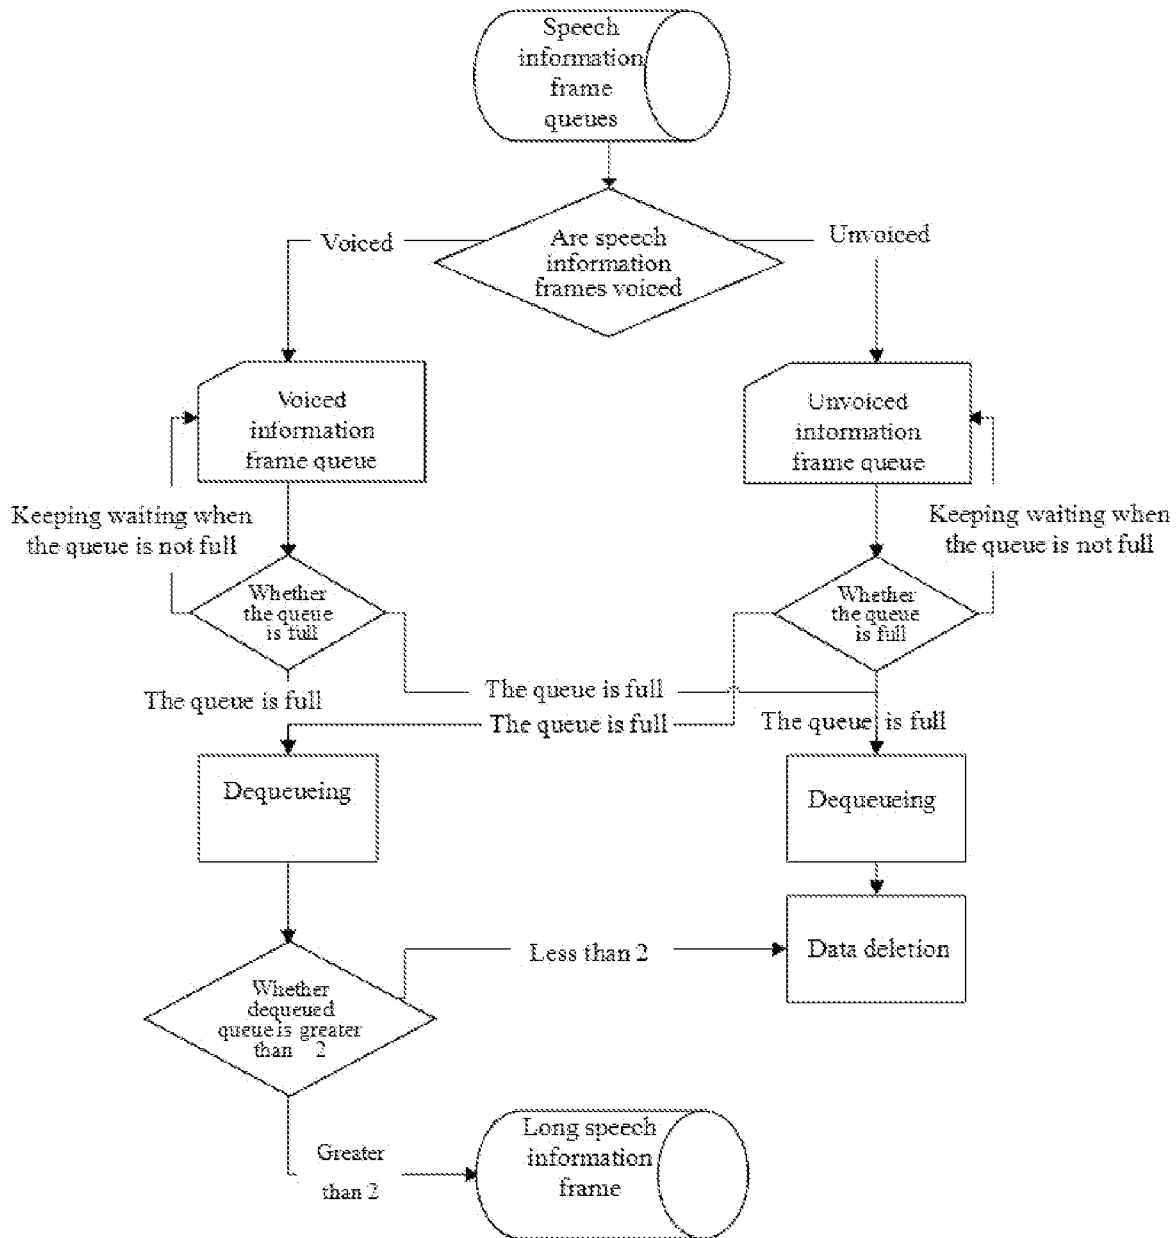 Speech
information
frame
queues
Voiced
Are speech
information
frames voiced
Unvoiced
Voiced
information
frame queue
Unvoiced
information
frame queue
Keeping waiting when
the queue is not full
Keeping waiting when
the queue is not full
Whether
the queue
is full
Whether
the queue
is full
The queue is full
The queue is full
The queue is full
The queue is full
Dequeueing
Dequeueing
Whether
dequeued
queue is greater
than 2
Less than 2
Data deletion
Greater
than 2
Long speech
information
frame